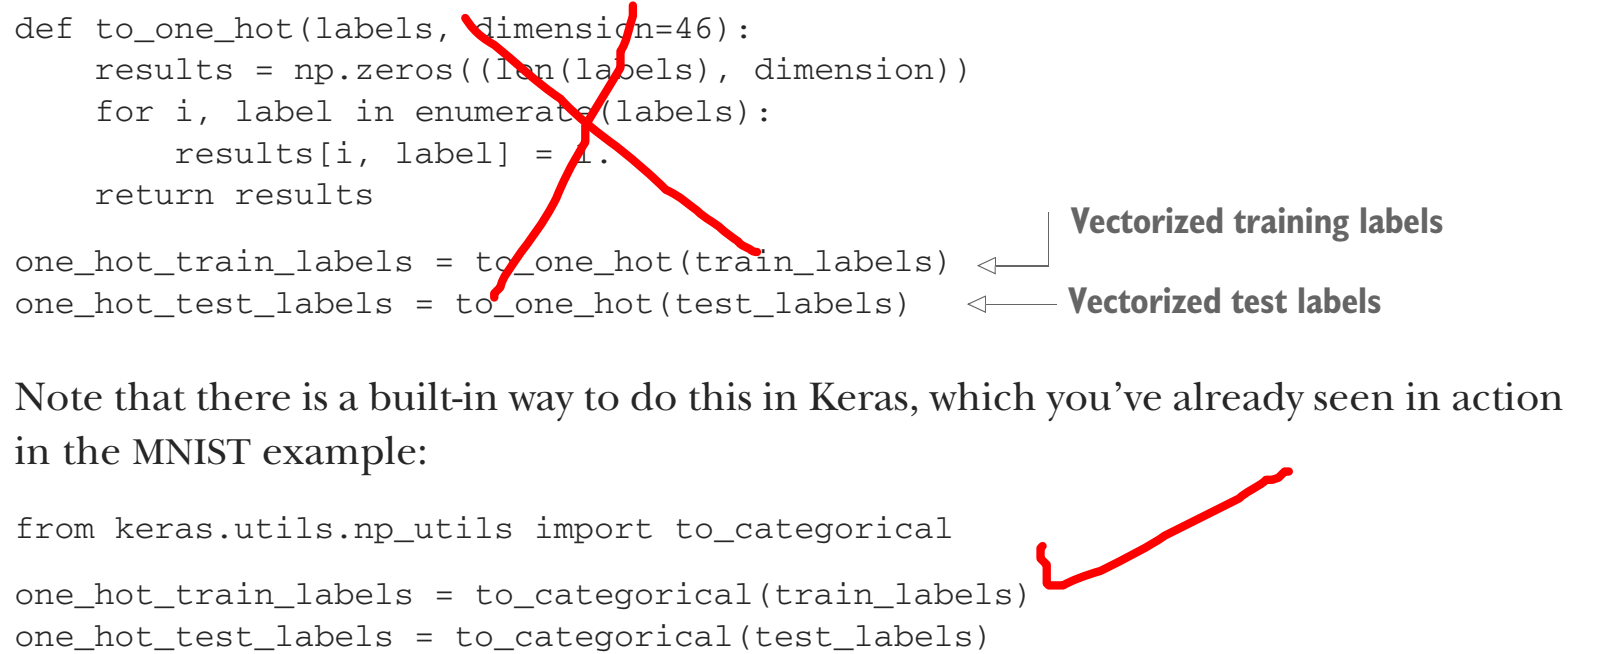 def to_one_hot(labels, dimension=46):
    results = np.zeros((len(labels), dimension))
    for i, label in enumerate(labels):
        results[i, label] = 1.
    return results
Vectorized training labels
one_hot_train_labels = to_one_hot(train_labels)
one_hot_test_labels = to_one_hot(test_labels)
Vectorized test labels
Note that there is a built-in way to do this in Keras, which you’ve already seen in action
in the MNIST example:
from keras.utils.np_utils import to_categorical
one_hot_train_labels = to_categorical(train_labels)
one_hot_test_labels = to_categorical(test_labels)